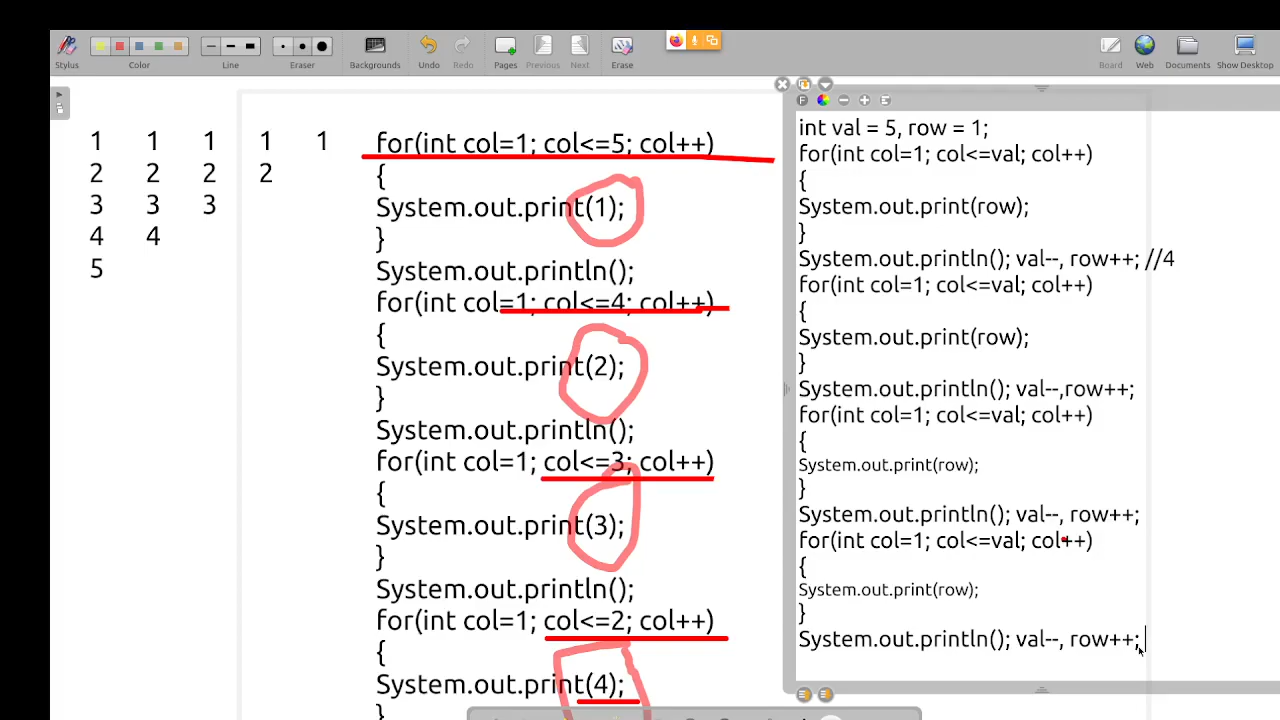 Stylus Color Line Eraser Backgrounds Undo Redo Pages Previous Next Erase Board Web Documents Show Desktop
1 1 1 1 1
2 2 2 2
3 3 3
4 4
5
for(int col=1; col<=5; col++)
{
System.out.print(1);
}
System.out.println();
for(int col=1; col<=4; col++)
{
System.out.print(2);
}
System.out.println();
for(int col=1; col<=3; col++)
{
System.out.print(3);
}
System.out.println();
for(int col=1; col<=2; col++)
{
System.out.print(4);
}
int val = 5, row = 1;
for(int col=1; col<=val; col++)
{
System.out.print(row);
}
System.out.println(); val--, row++; //4
for(int col=1; col<=val; col++)
{
System.out.print(row);
}
System.out.println(); val--,row++;
for(int col=1; col<=val; col++)
{
System.out.print(row);
}
System.out.println(); val--, row++;
for(int col=1; col<=val; col++)
{
System.out.print(row);
}
System.out.println(); val--, row++;